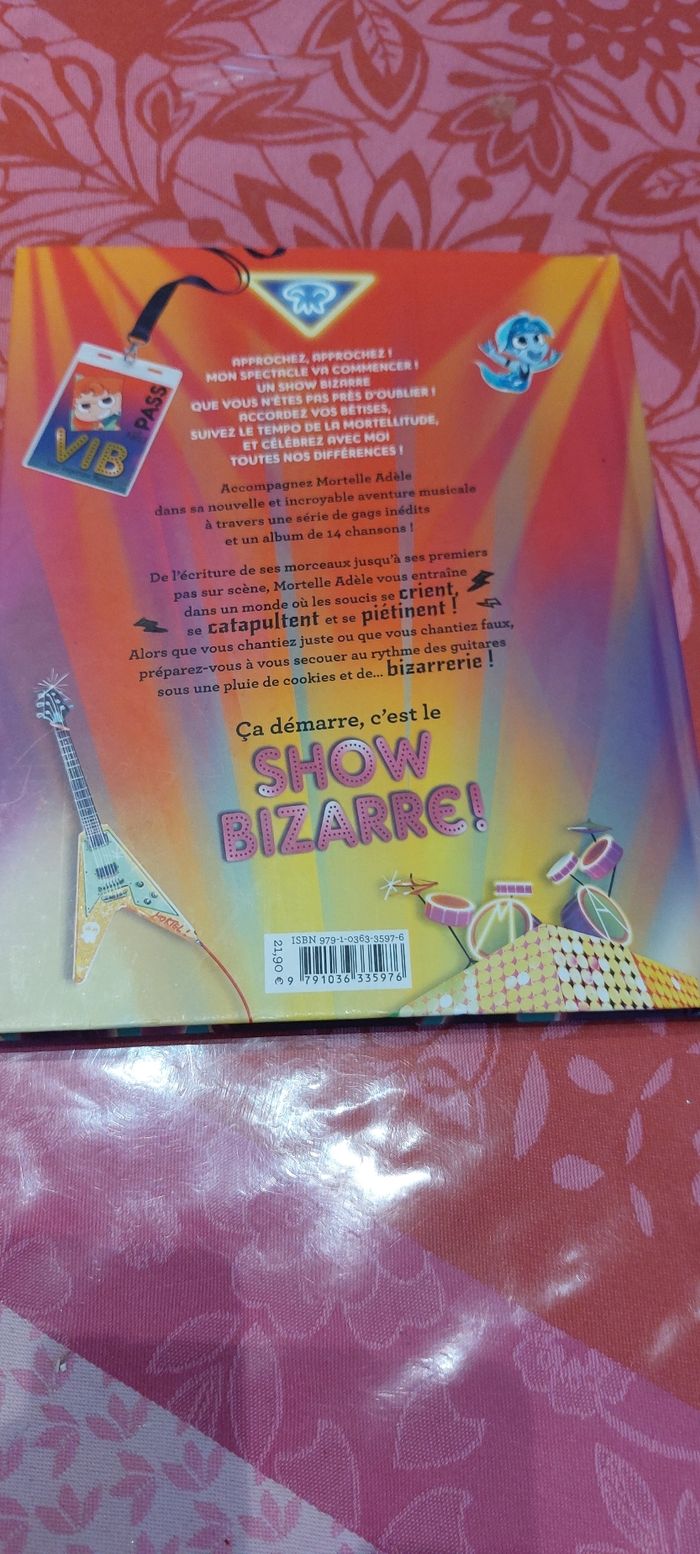 APPROCHEZ, APPROCHEZ !
MON SPECTACLE VA COMMENCER !
UN SHOW BIZARRE
QUE VOUS N'ÊTES PAS PRÈS D'OUBLIER !
ACCORDEZ VOS BÊTISES,
SUIVEZ LE TEMPO DE LA MORTELLITUDE,
ET CÉLÉBREZ AVEC MOI
TOUTES NOS DIFFÉRENCES !
PASS
VIB
Accompagnez Mortelle Adèle
dans sa nouvelle et incroyable aventure musicale
à travers une série de gags inédits
et un album de 14 chansons !
De l'écriture de ses morceaux jusqu'à ses premiers
pas sur scène, Mortelle Adèle vous entraîne
dans un monde où les soucis se crient,
se catapultent et se piétinent !
Alors que vous chantiez juste ou que vous chantiez faux,
préparez-vous à vous secouer au rythme des guitares
sous une pluie de cookies et de... bizarrerie !
Ça démarre, c'est le
SHOW
BIZARRE !
MORTEL
M A
ISBN 979-1-0363-3597-6
21,90 €
9 791036 335976